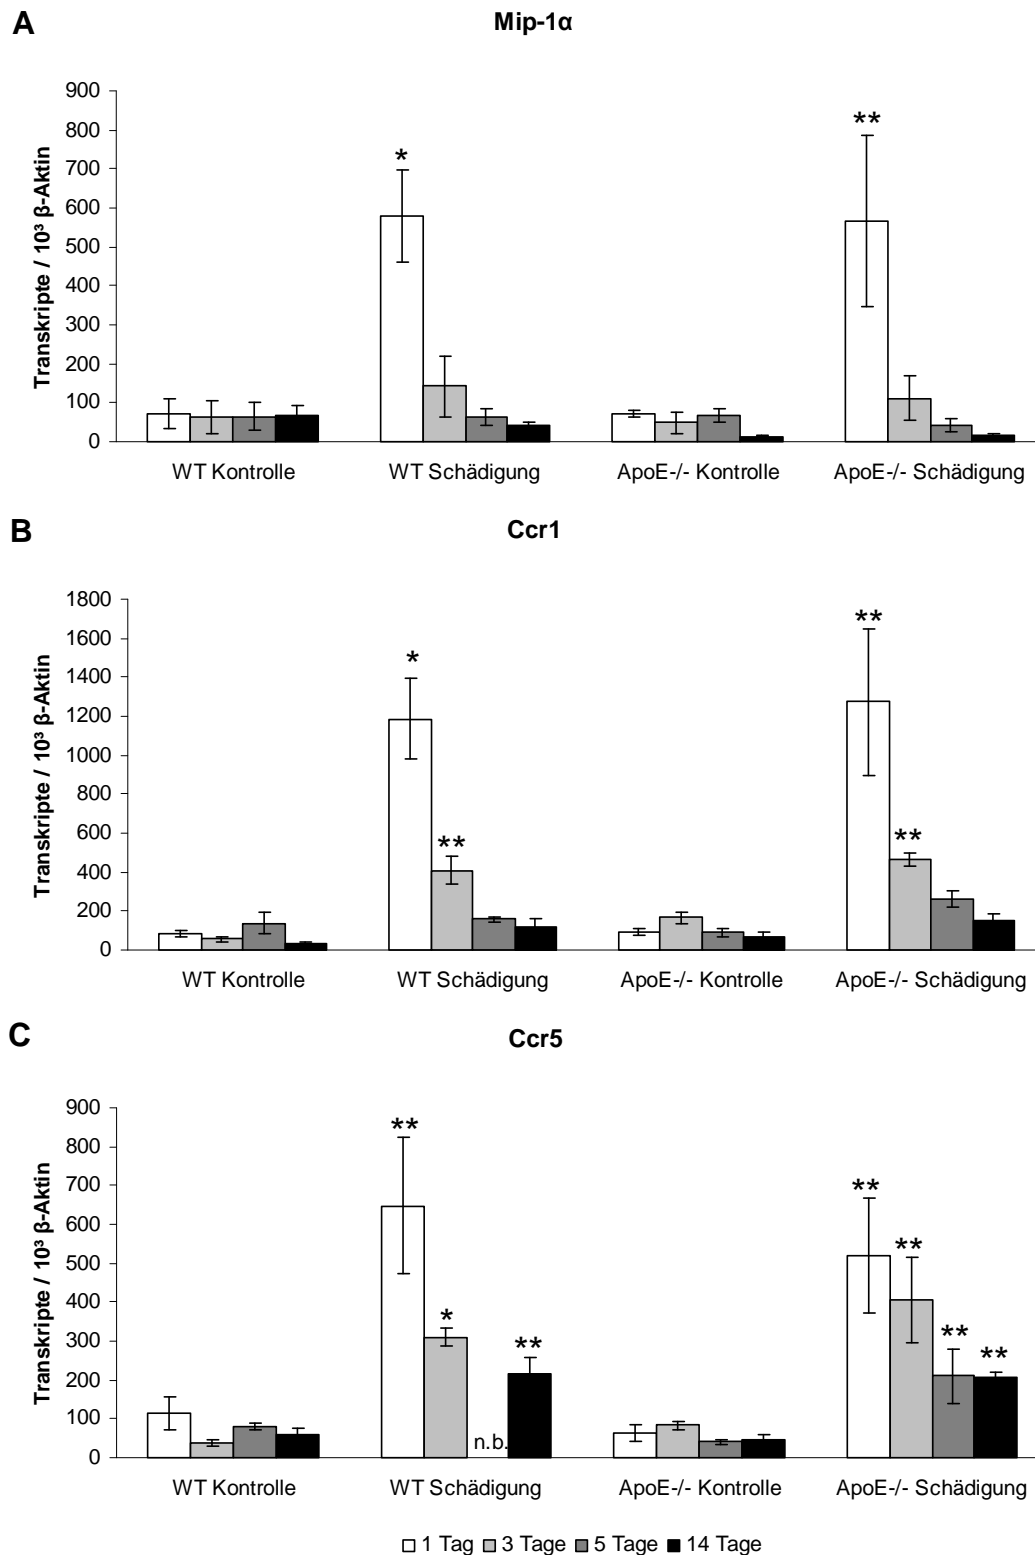 A
Mip-1α
Transkripte / 10³ β-Aktin
900
800
700
600
500
400
300
200
100
0
*
**
WT Kontrolle
WT Schädigung
ApoE-/- Kontrolle
ApoE-/- Schädigung
B
Ccr1
Transkripte / 10³ β-Aktin
1800
1600
1400
1200
1000
800
600
400
200
0
*
**
**
**
WT Kontrolle
WT Schädigung
ApoE-/- Kontrolle
ApoE-/- Schädigung
C
Ccr5
Transkripte / 10³ β-Aktin
900
800
700
600
500
400
300
200
100
0
**
*
n.b.
**
**
**
**
**
WT Kontrolle
WT Schädigung
ApoE-/- Kontrolle
ApoE-/- Schädigung
1 Tag 3 Tage 5 Tage 14 Tage